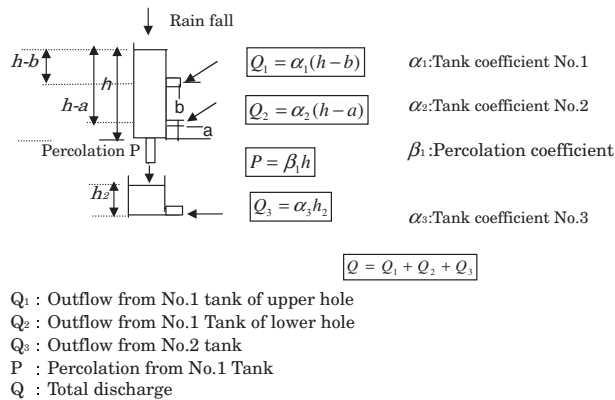 Rain fall
h-b
h-a
h
b
a
Q₁ = α₁(h − b)
α₁:Tank coefficient No.1
Q₂ = α₂(h − a)
α₂:Tank coefficient No.2
Percolation P
P = β₁h
β₁:Percolation coefficient
h₂
Q₃ = α₃h₂
α₃:Tank coefficient No.3
Q = Q₁ + Q₂ + Q₃
Q₁ : Outflow from No.1 tank of upper hole
Q₂ : Outflow from No.1 Tank of lower hole
Q₃ : Outflow from No.2 tank
P : Percolation from No.1 Tank
Q : Total discharge